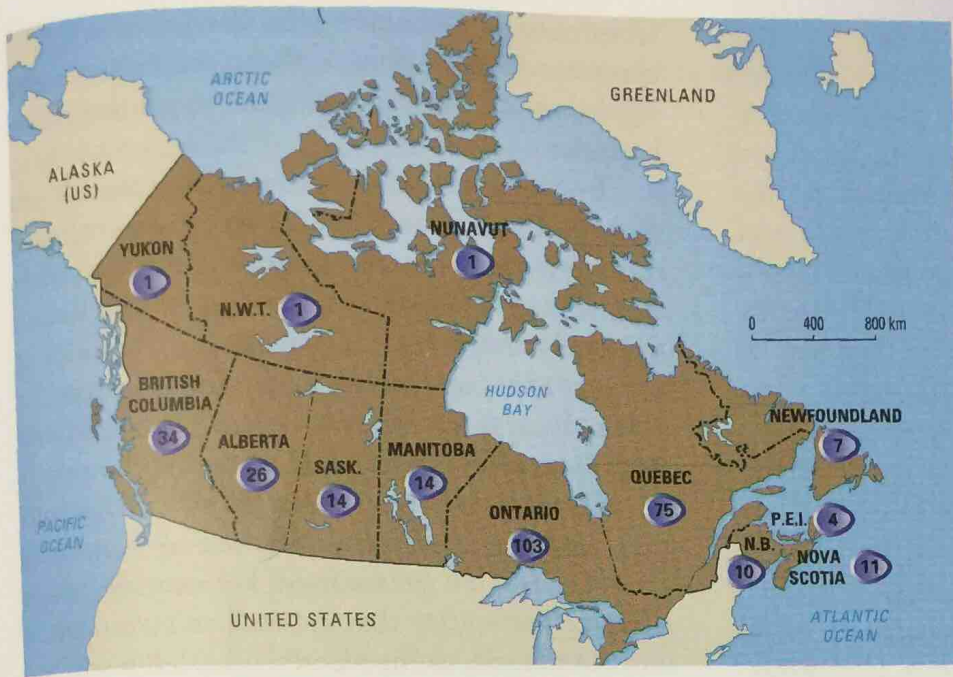 ARCTIC
OCEAN
GREENLAND
ALASKA
(US)
YUKON
1
N.W.T.
1
NUNAVUT
1
0 400 800 km
BRITISH
COLUMBIA
34
ALBERTA
26
SASK.
14
MANITOBA
14
HUDSON
BAY
ONTARIO
103
QUEBEC
75
NEWFOUNDLAND
7
P.E.I.
4
N.B.
10
NOVA
SCOTIA
11
PACIFIC
OCEAN
UNITED STATES
ATLANTIC
OCEAN